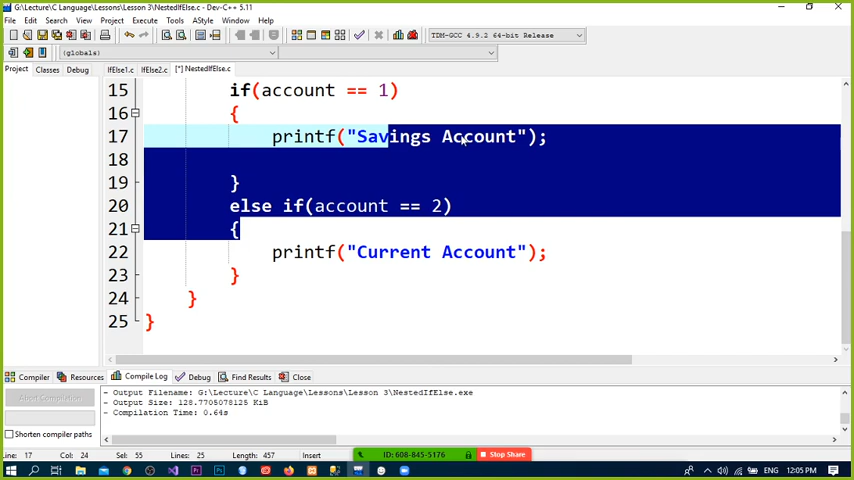 G:\Lecture\C Language\Lessons\Lesson 3\NestedIfElse.c - Dev-C++ 5.11
File Edit Search View Project Execute Tools AStyle Window Help
TDM-GCC 4.9.2 64-bit Release
(globals)
Project Classes Debug IfElse1.c IfElse2.c [*] NestedIfElse.c
15 if(account == 1)
16 {
17 printf("Savings Account");
18
19 }
20 else if(account == 2)
21 {
22 printf("Current Account");
23 }
24 }
25 }
Compiler Resources Compile Log Debug Find Results Close
Abort Compilation
Shorten compiler paths
- Output Filename: G:\Lecture\C Language\Lessons\Lesson 3\NestedIfElse.exe
- Output Size: 128.7705078125 KiB
- Compilation Time: 0.64s
Line: 17 Col: 24 Sel: 55 Lines: 25 Length: 457 Insert
ID: 608-845-5176 Stop Share
ENG 12:05 PM